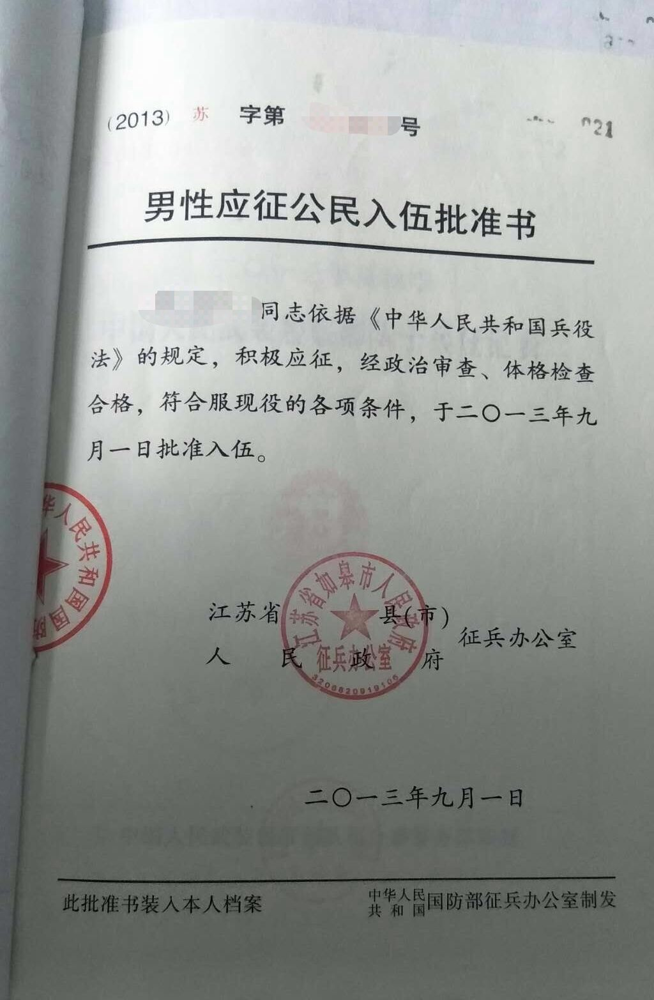 (2013) 苏 字第 号
021
男性应征公民入伍批准书
同志依据《中华人民共和国兵役
法》的规定，积极应征，经政治审查、体格检查
合格，符合服现役的各项条件，于二〇一三年九
月一日批准入伍。
华人民共和国国防
江苏省如皋市人民政府
征兵办公室
3206820919105
江苏省 县(市)
人民政府 征兵办公室
二〇一三年九月一日
此批准书装入本人档案
中华人民共和国国防部征兵办公室制发